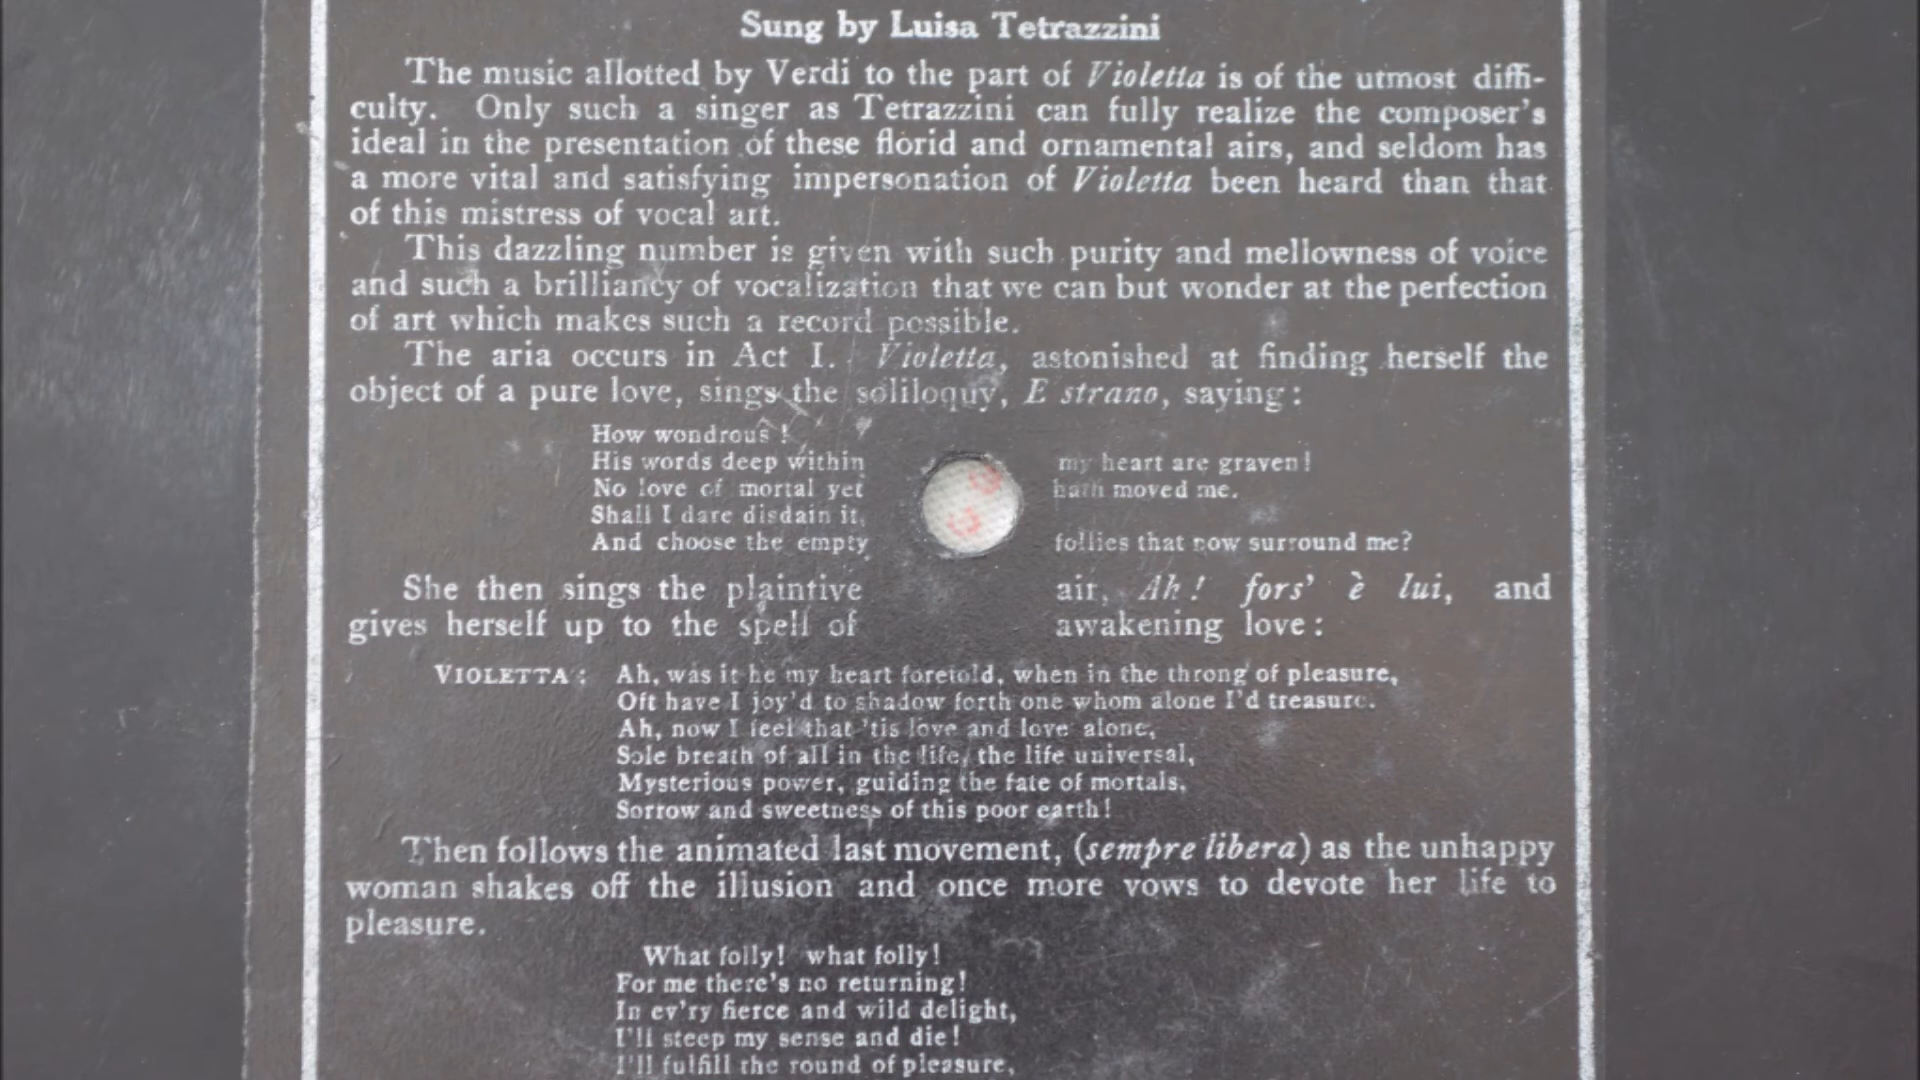 Sung by Luisa Tetrazzini
The music allotted by Verdi to the part of Violetta is of the utmost diffi-
culty. Only such a singer as Tetrazzini can fully realize the composer's
ideal in the presentation of these florid and ornamental airs, and seldom has
a more vital and satisfying impersonation of Violetta been heard than that
of this mistress of vocal art.
This dazzling number is given with such purity and mellowness of voice
and such a brilliancy of vocalization that we can but wonder at the perfection
of art which makes such a record possible.
The aria occurs in Act I. Violetta, astonished at finding herself the
object of a pure love, sings the soliloquy, E strano, saying:
How wondrous!
His words deep within my heart are graven!
No love of mortal yet hath moved me.
Shall I dare disdain it,
And choose the empty follies that now surround me?
She then sings the plaintive air, Ah! fors' è lui, and
gives herself up to the spell of awakening love:
VIOLETTA: Ah, was it he my heart foretold, when in the throng of pleasure,
Oft have I joy'd to shadow forth one whom alone I'd treasure.
Ah, now I feel that 'tis love and love alone,
Sole breath of all in the life, the life universal,
Mysterious power, guiding the fate of mortals,
Sorrow and sweetness of this poor earth!
Then follows the animated last movement, (sempre libera) as the unhappy
woman shakes off the illusion and once more vows to devote her life to
pleasure.
What folly! what folly!
For me there's no returning!
In ev'ry fierce and wild delight,
I'll steep my sense and die!
I'll fulfill the round of pleasure,